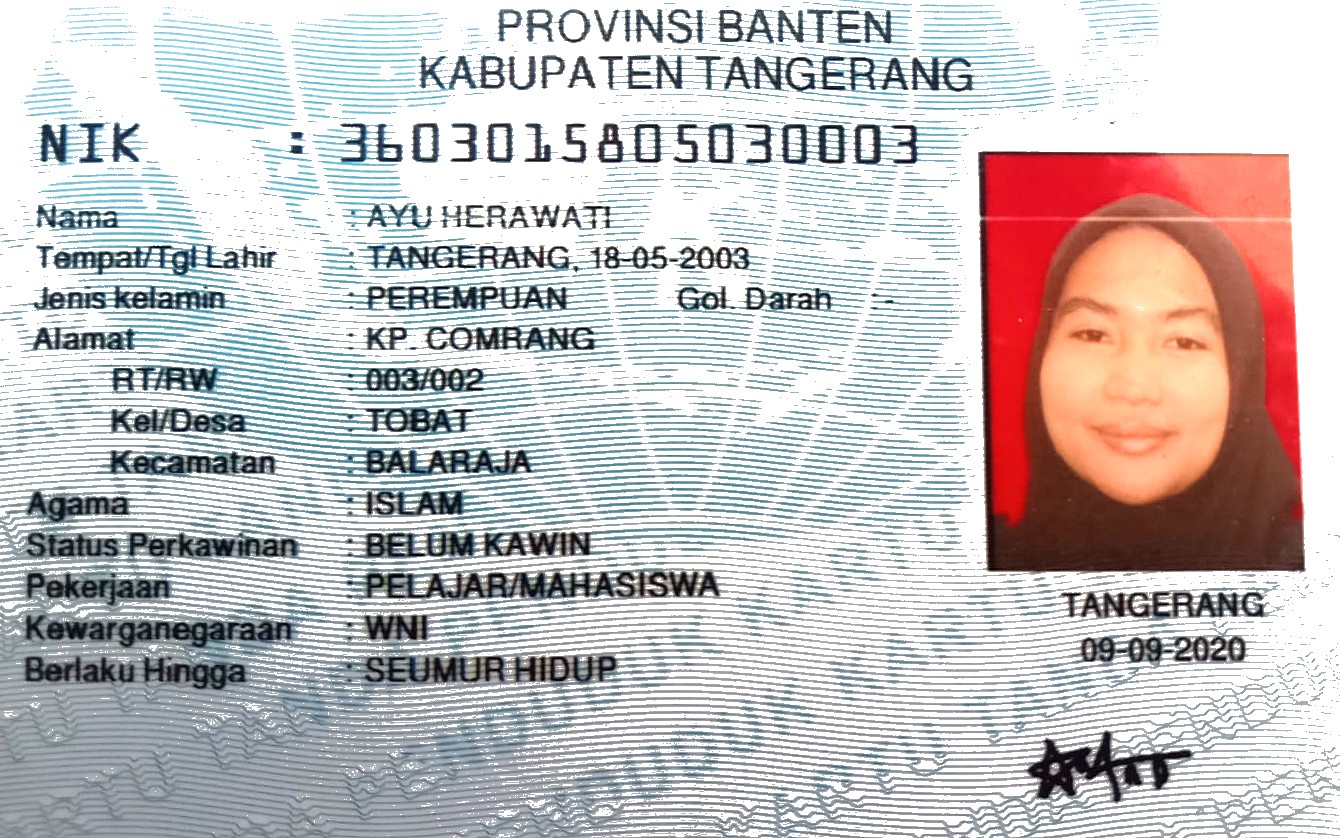 PROVINSI BANTEN
KABUPATEN TANGERANG
NIK : 3603015805030003
Nama : AYU HERAWATI
Tempat/Tgl Lahir : TANGERANG, 18-05-2003
Jenis kelamin : PEREMPUAN Gol. Darah : -
Alamat : KP. COMRANG
RT/RW : 003/002
Kel/Desa : TOBAT
Kecamatan : BALARAJA
Agama : ISLAM
Status Perkawinan : BELUM KAWIN
Pekerjaan : PELAJAR/MAHASISWA
Kewarganegaraan : WNI
Berlaku Hingga : SEUMUR HIDUP
TANGERANG
09-09-2020